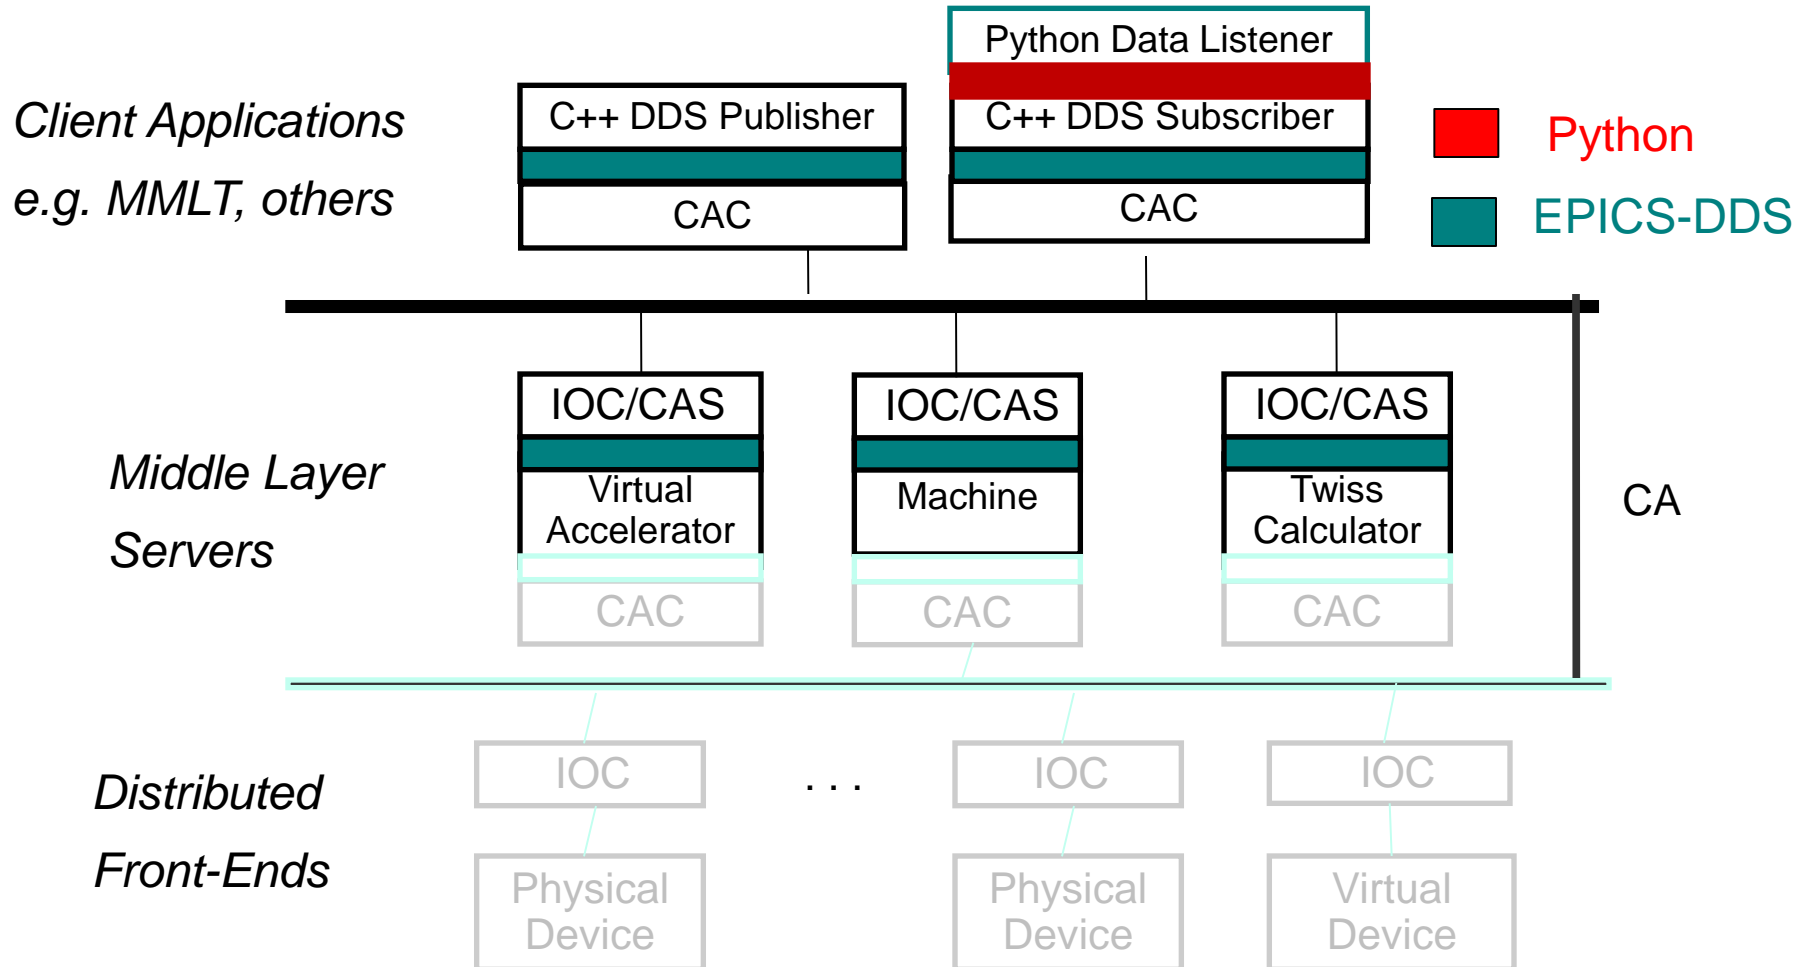 Python Data Listener
C++ DDS Publisher
C++ DDS Subscriber
CAC
CAC
Client Applications
e.g. MMLT, others
Python
EPICS-DDS
IOC/CAS
IOC/CAS
IOC/CAS
Middle Layer
Servers
Virtual
Accelerator
Machine
Twiss
Calculator
CA
CAC
CAC
CAC
Distributed
Front-Ends
IOC
. . .
IOC
IOC
Physical
Device
Physical
Device
Virtual
Device